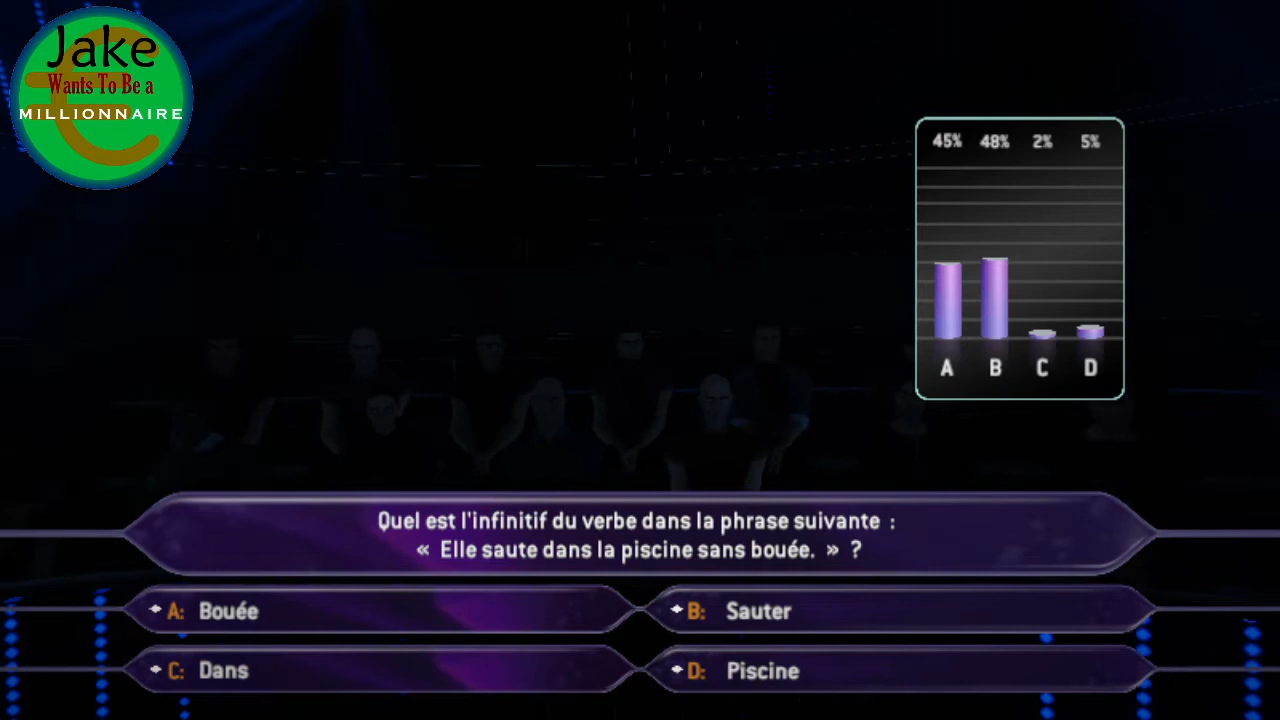 Jake
Wants To Be a
MILLIONNAIRE
45% 48% 2% 5%
A B C D
Quel est l'infinitif du verbe dans la phrase suivante :
« Elle saute dans la piscine sans bouée. » ?
A: Bouée
B: Sauter
C: Dans
D: Piscine